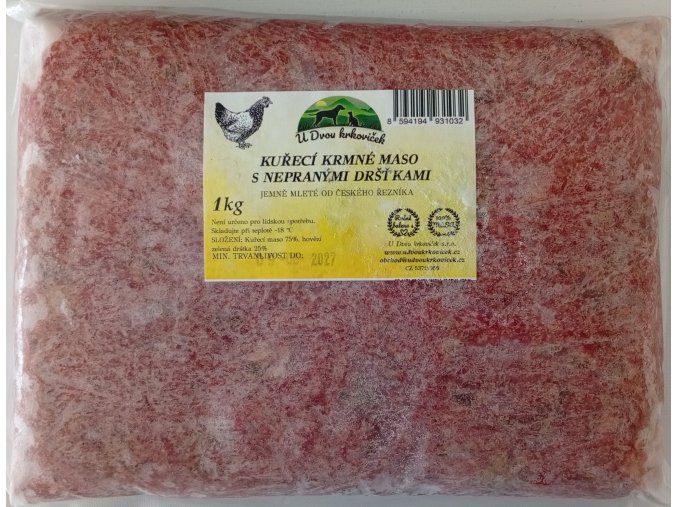 U Dvou krkoviček
8 594194 931032
KUŘECÍ KRMNÉ MASO
S NEPRANÝMI DRŠŤKAMI
JEMNĚ MLETÉ OD ČESKÉHO ŘEZNÍKA
1kg
Není určeno pro lidskou spotřebu.
Skladujte při teplotě -18 °C
SLOŽENÍ: Kuřecí maso 75%, hovězí
zelená drštka 25%
MIN. TRVANLIVOST DO:
2027
100%
U Dvou krkoviček s.r.o.
www.udvoukrkovicek.cz
obchod@udvoukrkovicek.cz